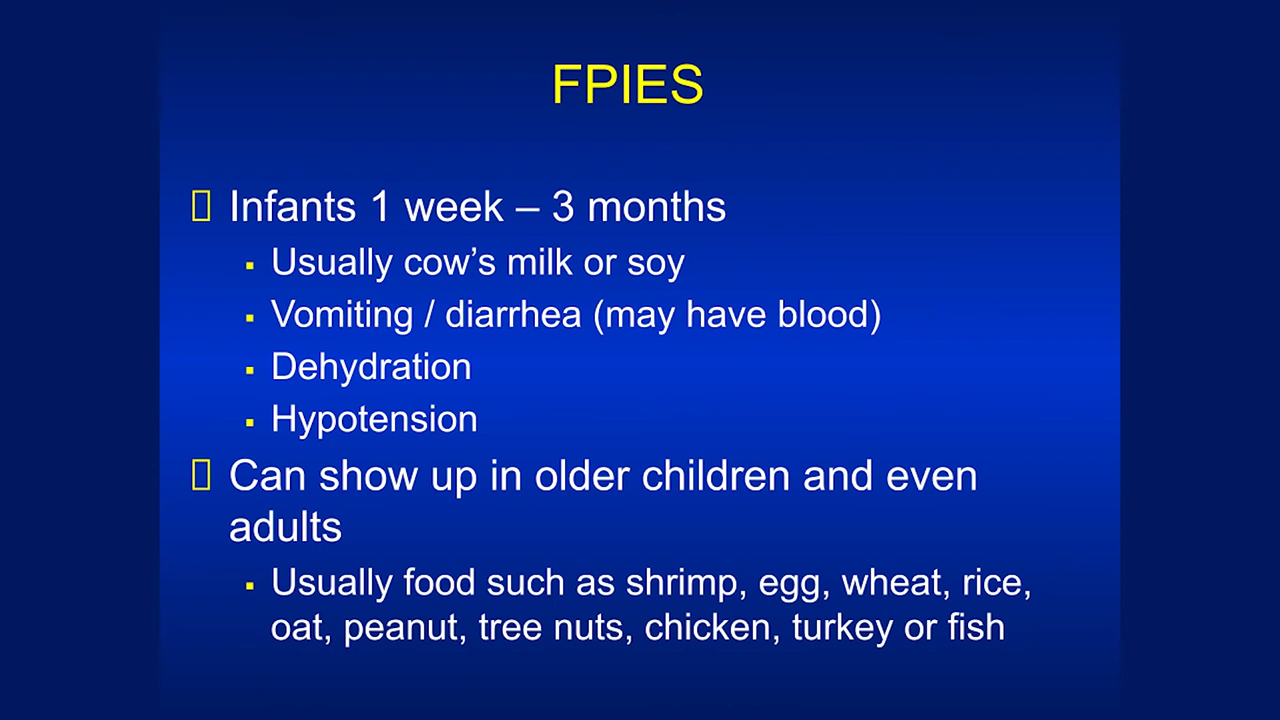 FPIES
Infants 1 week – 3 months
Usually cow’s milk or soy
Vomiting / diarrhea (may have blood)
Dehydration
Hypotension
Can show up in older children and even
adults
Usually food such as shrimp, egg, wheat, rice,
oat, peanut, tree nuts, chicken, turkey or fish